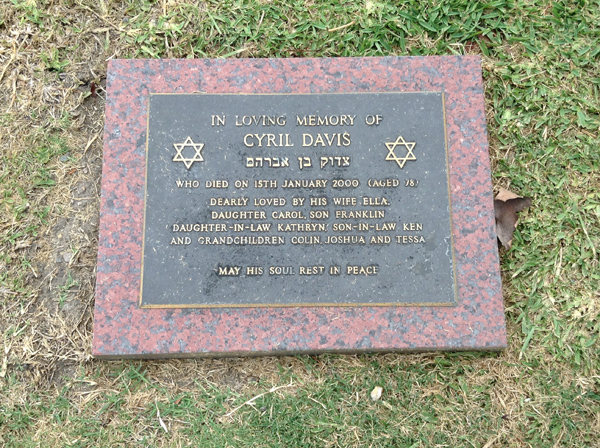 IN LOVING MEMORY OF
CYRIL DAVIS
צדוק בן אברהם
WHO DIED ON 15TH JANUARY 2000 (AGED 78)
DEARLY LOVED BY HIS WIFE ELLA,
DAUGHTER CAROL, SON FRANKLIN
DAUGHTER-IN-LAW KATHRYN, SON-IN-LAW KEN
AND GRANDCHILDREN COLIN, JOSHUA AND TESSA
MAY HIS SOUL REST IN PEACE